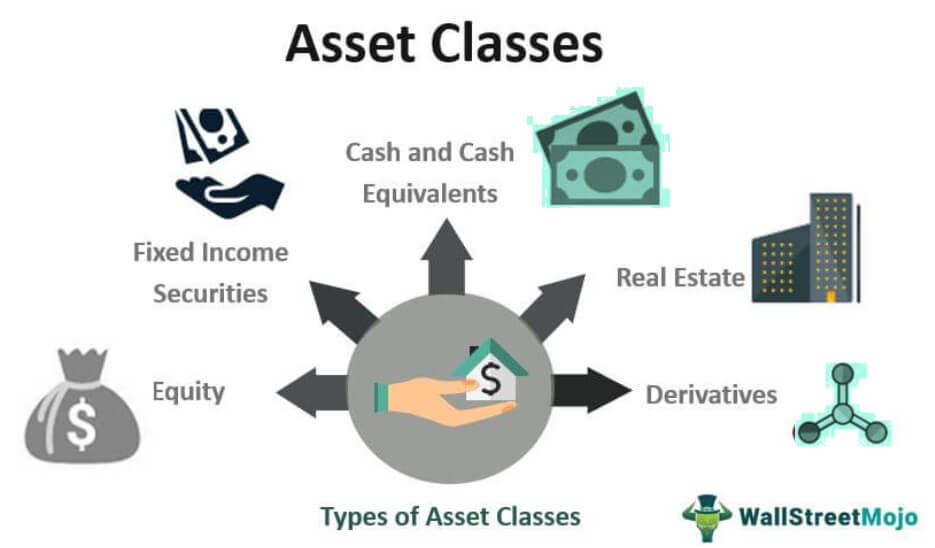 Asset Classes
Cash and Cash
Equivalents
Fixed Income
Securities
Real Estate
$
Equity
$
Derivatives
Types of Asset Classes
WallStreetMojo